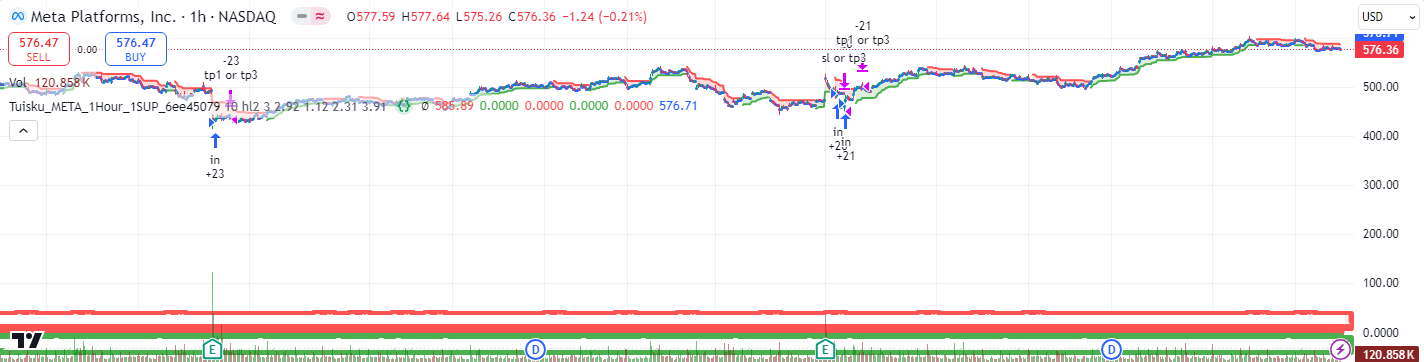 Meta Platforms, Inc. · 1h · NASDAQ O577.59 H577.64 L575.26 C576.36 −1.24 (−0.21%)
USD
576.47
SELL
0.00
576.47
BUY
576.71
576.36
Vol 120.858K
Tuisku_META_1Hour_1SUP_6ee45079 10 hl2 3 2.92 1.12 2.31 3.91 Ø 585.89 0.0000 0.0000 0.0000 0.0000 576.71
-23
tp1 or tp3
in
+23
-21
tp1 or tp3
sl or tp3
in
in
+21
500.00
400.00
300.00
200.00
100.00
0.0000
120.858K
E
D
E
D